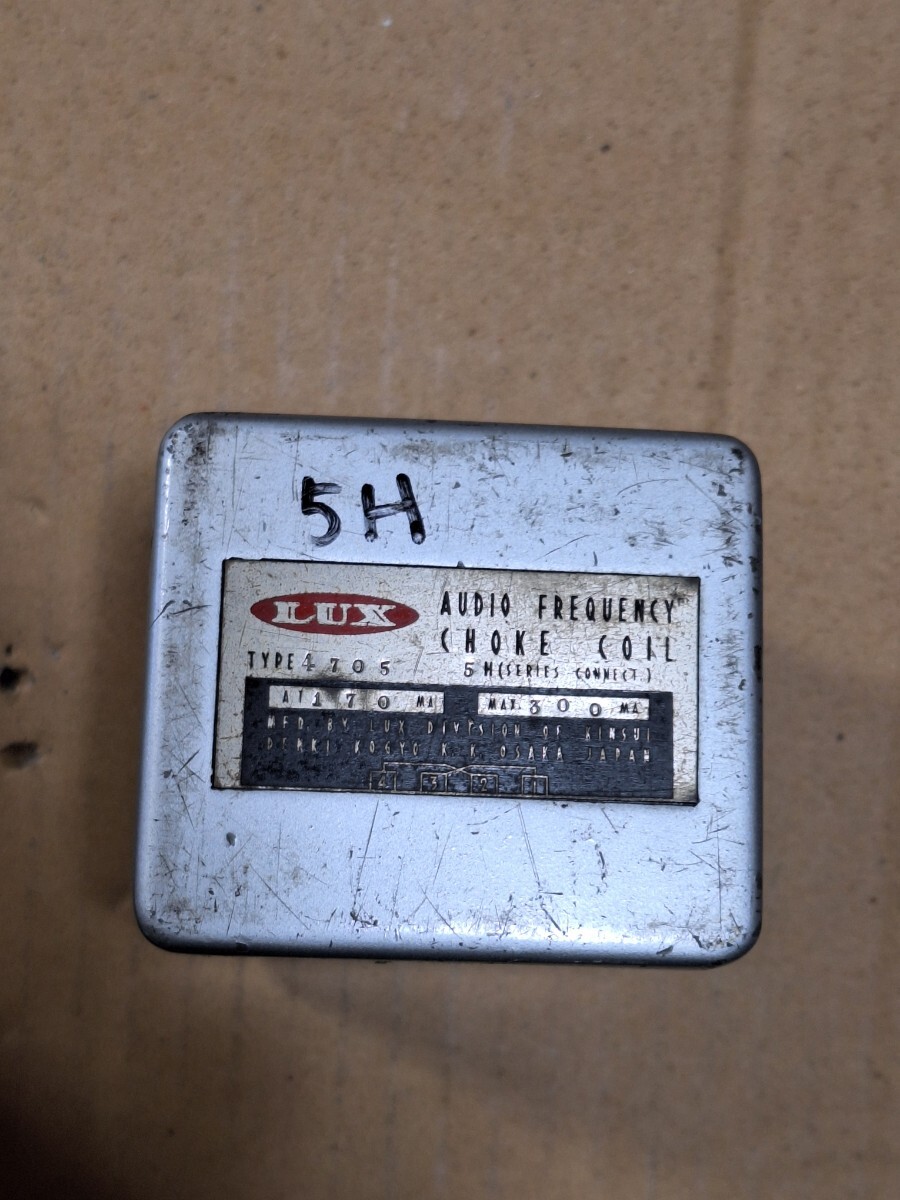 5H
LUX
AUDIO FREQUENCY
CHOKE COIL
TYPE 4705 / 5H (SERIES CONNECT)
AT 170 MA MAX. 300 MA
MFD. BY LUX DIVISION OF KINSUI
DENKI KOGYO K.K. OSAKA JAPAN
4 3 2 1